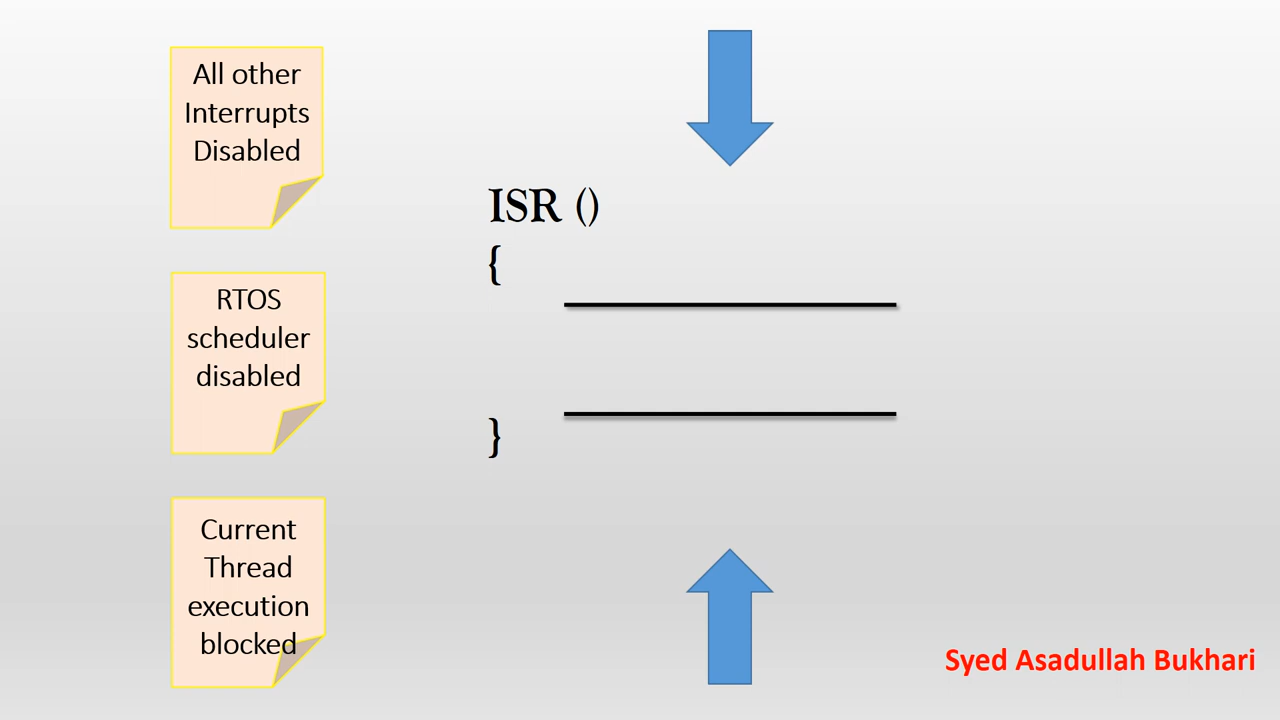 All other
Interrupts
Disabled
RTOS
scheduler
disabled
Current
Thread
execution
blocked
ISR ()
{
}
Syed Asadullah Bukhari